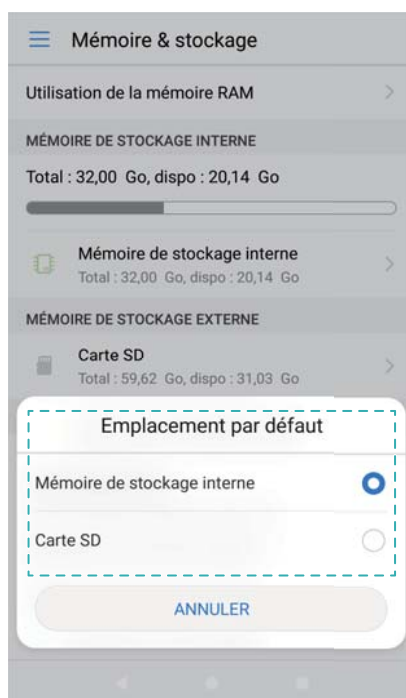 Mémoire & stockage
Utilisation de la mémoire RAM
MÉMOIRE DE STOCKAGE INTERNE
Total : 32,00 Go, dispo : 20,14 Go
Mémoire de stockage interne
Total : 32,00 Go, dispo : 20,14 Go
MÉMOIRE DE STOCKAGE EXTERNE
Carte SD
Total : 59,62 Go, dispo : 31,03 Go
Emplacement par défaut
Mémoire de stockage interne
Carte SD
ANNULER